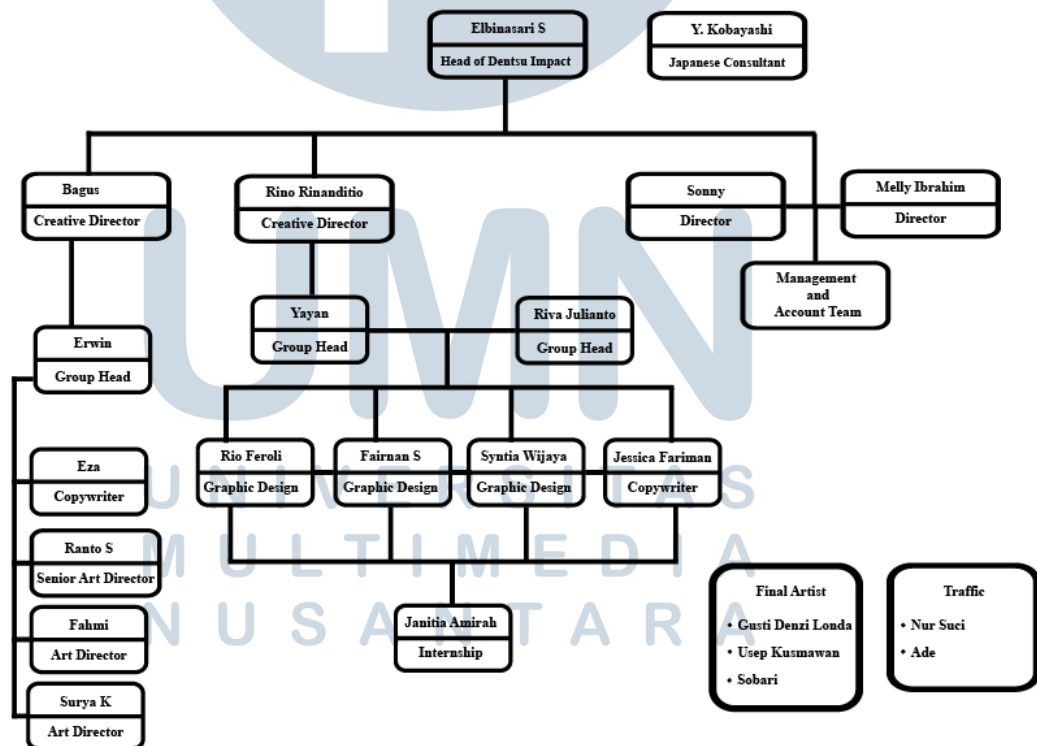 Elbinasari S
Head of Dentsu Impact
Y. Kobayashi
Japanese Consultant
Bagus
Creative Director
Rino Rinanditio
Creative Director
Sonny
Director
Melly Ibrahim
Director
Management
and
Account Team
Yayan
Group Head
Riva Julianto
Group Head
Erwin
Group Head
Rio Feroli
Graphic Design
Fairnan S
Graphic Design
Syntia Wijaya
Graphic Design
Jessica Fariman
Copywriter
Eza
Copywriter
Ranto S
Senior Art Director
Fahmi
Art Director
Surya K
Art Director
Janitia Amirah
Internship
Final Artist
• Gusti Denzi Londa
• Usep Kusmawan
• Sobari
Traffic
• Nur Suci
• Ade
UMN
UNIVERSITAS
MULTIMEDIA
NUSANTARA